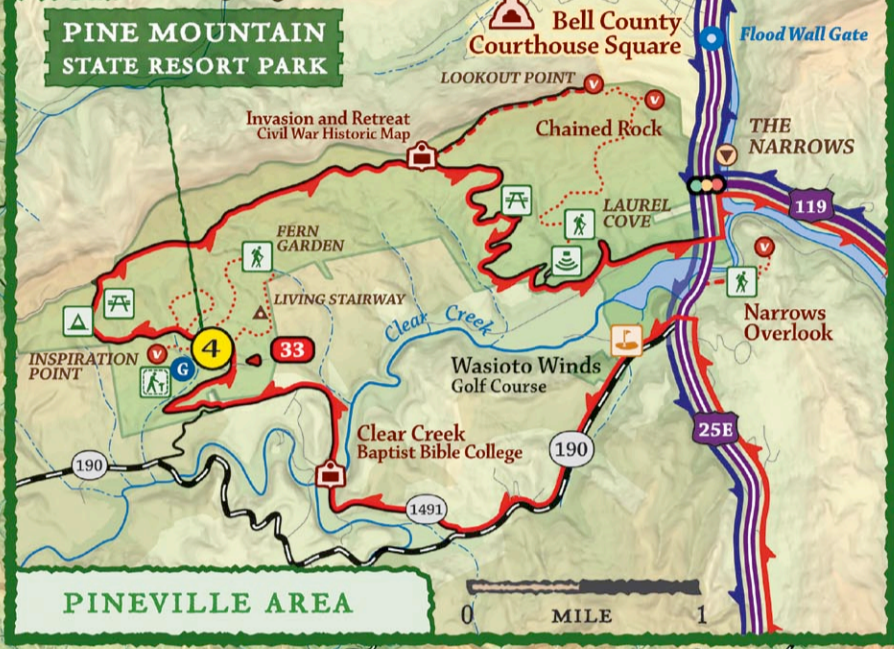 PINE MOUNTAIN
STATE RESORT PARK
Bell County
Courthouse Square
Flood Wall Gate
LOOKOUT POINT
V
V
Invasion and Retreat
Civil War Historic Map
Chained Rock
THE
NARROWS
119
LAUREL
COVE
FERN
GARDEN
V
LIVING STAIRWAY
Clear Creek
Narrows
Overlook
INSPIRATION
POINT
V
G
4
33
Wasioto Winds
Golf Course
25E
Clear Creek
Baptist Bible College
190
190
1491
PINEVILLE AREA
0
MILE
1